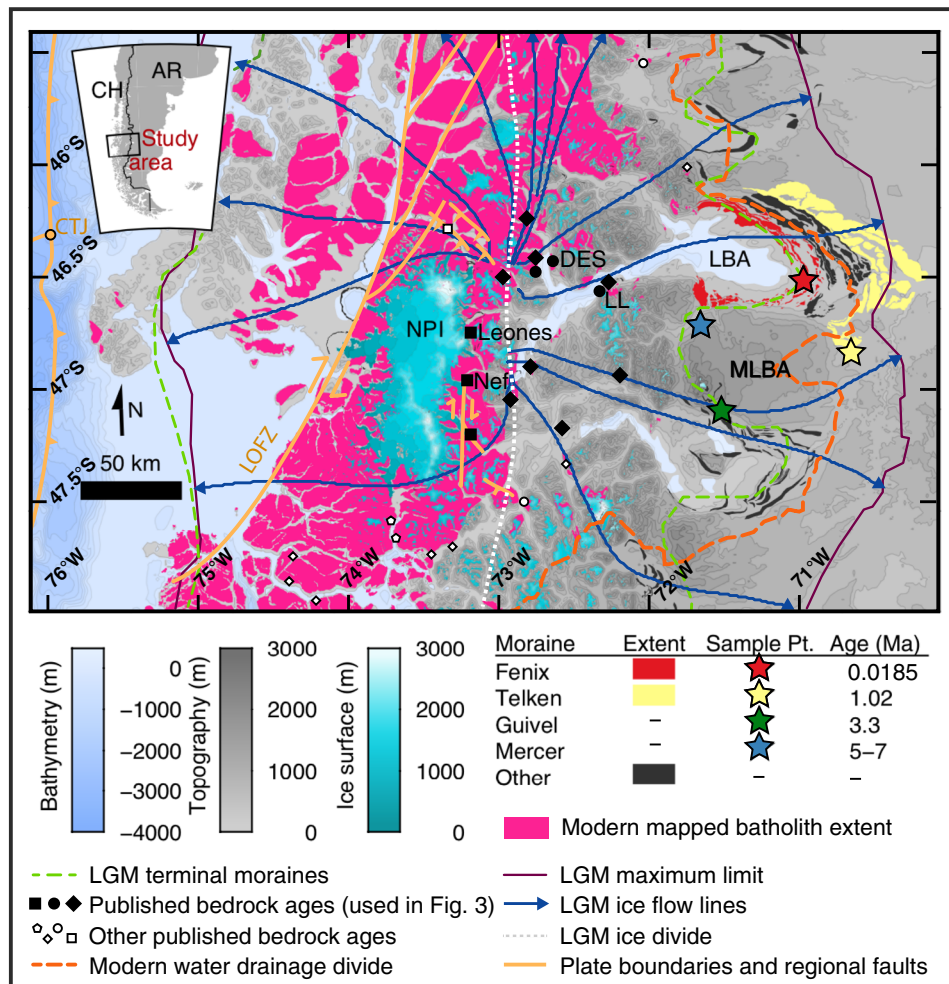 CH
AR
Study
area
CTJ
46°S
46.5°S
47°S
47.5°S
DES
LBA
LL
NPI
Leones
Nef
MLBA
LOFZ
N
50 km
76°W
75°W
74°W
73°W
72°W
71°W
Bathymetry (m)
0
−1000
−2000
−3000
−4000
Topography (m)
3000
2000
1000
0
Ice surface (m)
3000
2000
1000
0
Moraine Extent Sample Pt. Age (Ma)
Fenix 0.0185
Telken 1.02
Guivel – 3.3
Mercer – 5–7
Other – –
Modern mapped batholith extent
LGM terminal moraines
Published bedrock ages (used in Fig. 3)
Other published bedrock ages
Modern water drainage divide
LGM maximum limit
LGM ice flow lines
LGM ice divide
Plate boundaries and regional faults